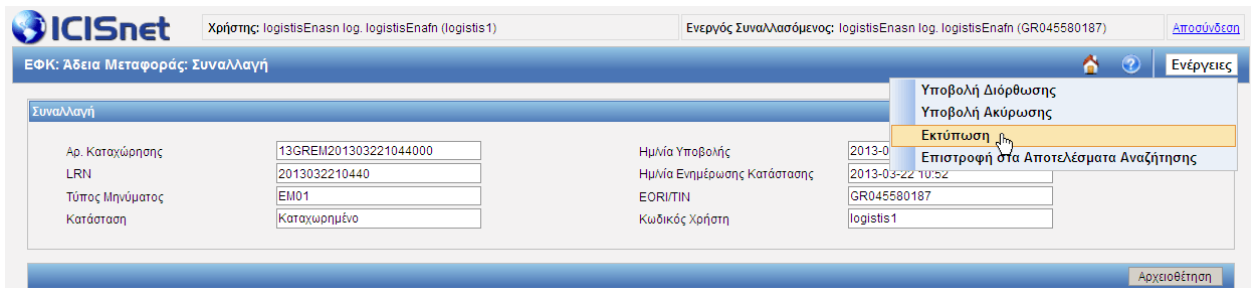 ICISnet Χρήστης: logistisEnasn log. logistisEnafn (logistis1) Ενεργός Συναλλασόμενος: logistisEnasn log. logistisEnafn (GR045580187) Αποσύνδεση
ΕΦΚ: Άδεια Μεταφοράς: Συναλλαγή Ενέργειες
Υποβολή Διόρθωσης
Υποβολή Ακύρωσης
Εκτύπωση
Επιστροφή στα Αποτελέσματα Αναζήτησης
Συναλλαγή
Αρ. Καταχώρησης 13GREM201303221044000 Ημ/νία Υποβολής 2013-0
LRN 2013032210440 Ημ/νία Ενημέρωσης Κατάστασης 2013-03-22 10:52
Τύπος Μηνύματος EM01 EORI/TIN GR045580187
Κατάσταση Καταχωρημένο Κωδικός Χρήστη logistis1
Αρχειοθέτηση